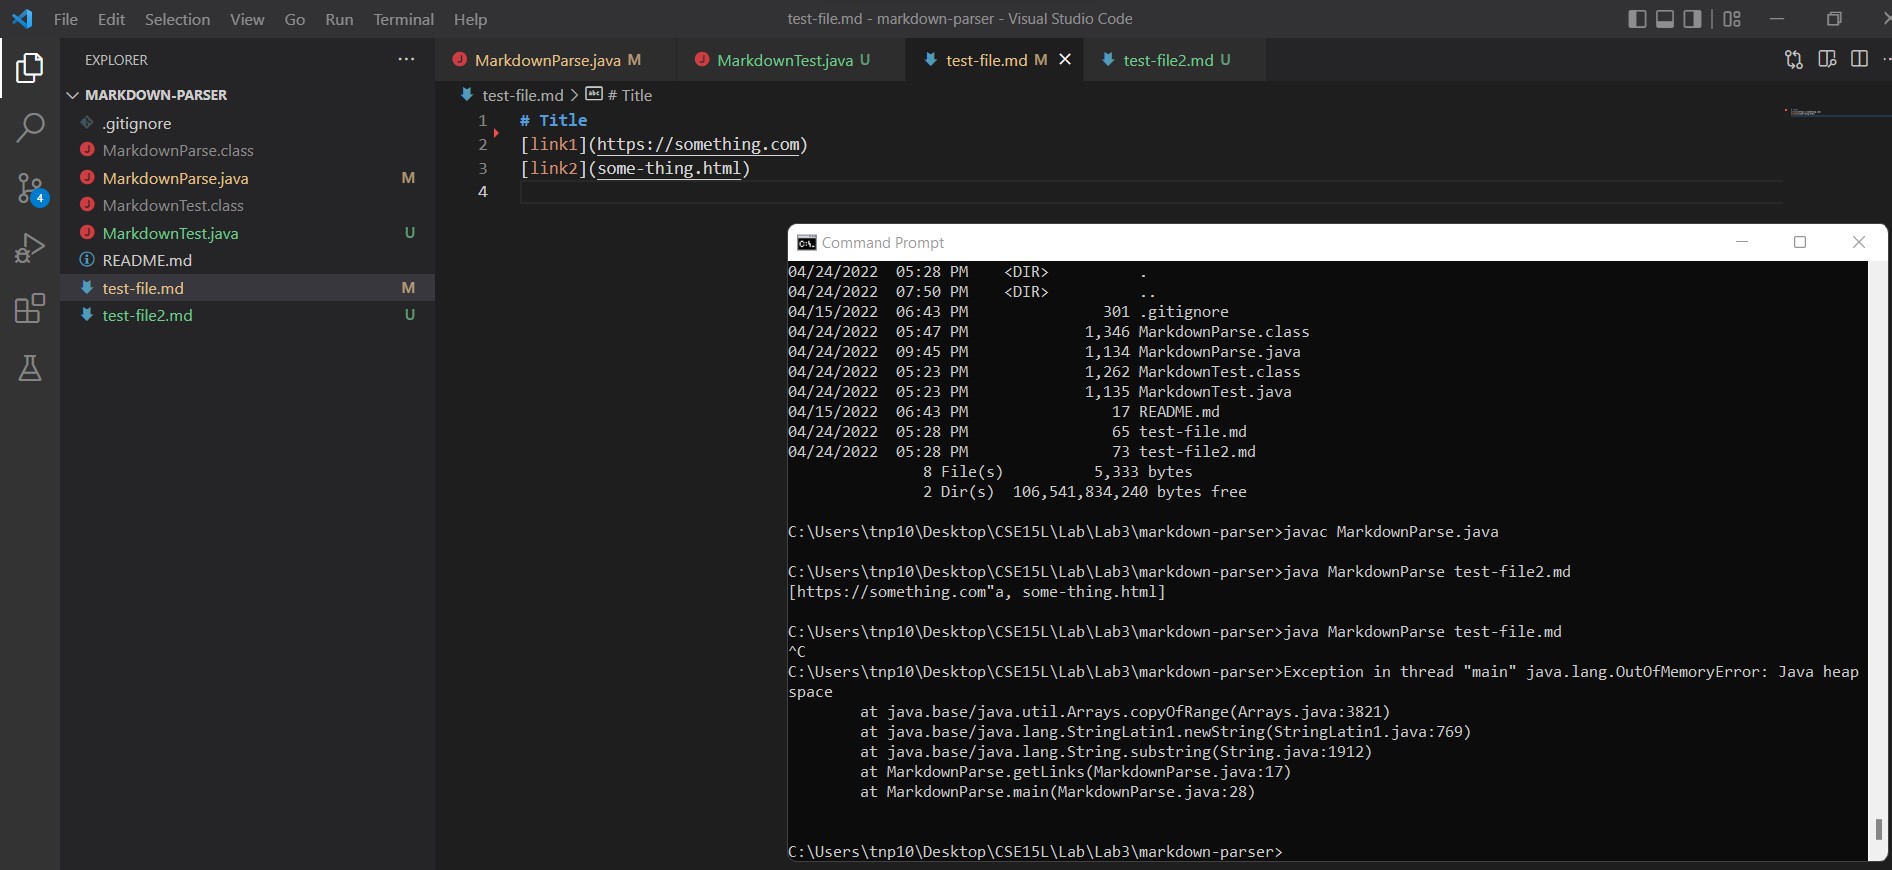 File Edit Selection View Go Run Terminal Help
test-file.md - markdown-parser - Visual Studio Code
EXPLORER
MARKDOWN-PARSER
.gitignore
MarkdownParse.class
MarkdownParse.java M
MarkdownTest.class
MarkdownTest.java U
README.md
test-file.md M
test-file2.md U
4
MarkdownParse.java M
MarkdownTest.java U
test-file.md M
test-file2.md U
test-file.md > # Title
1 # Title
2 [link1](https://something.com)
3 [link2](some-thing.html)
4
Command Prompt
04/24/2022  05:28 PM    <DIR>          .
04/24/2022  07:50 PM    <DIR>          ..
04/15/2022  06:43 PM               301 .gitignore
04/24/2022  05:47 PM             1,346 MarkdownParse.class
04/24/2022  09:45 PM             1,134 MarkdownParse.java
04/24/2022  05:23 PM             1,262 MarkdownTest.class
04/24/2022  05:23 PM             1,135 MarkdownTest.java
04/15/2022  06:43 PM                17 README.md
04/24/2022  05:28 PM                65 test-file.md
04/24/2022  05:28 PM                73 test-file2.md
8 File(s)          5,333 bytes
2 Dir(s)  106,541,834,240 bytes free
C:\Users\tnp10\Desktop\CSE15L\Lab\Lab3\markdown-parser>javac MarkdownParse.java
C:\Users\tnp10\Desktop\CSE15L\Lab\Lab3\markdown-parser>java MarkdownParse test-file2.md
[https://something.com"a, some-thing.html]
C:\Users\tnp10\Desktop\CSE15L\Lab\Lab3\markdown-parser>java MarkdownParse test-file.md
^C
C:\Users\tnp10\Desktop\CSE15L\Lab\Lab3\markdown-parser>Exception in thread "main" java.lang.OutOfMemoryError: Java heap
space
at java.base/java.util.Arrays.copyOfRange(Arrays.java:3821)
at java.base/java.lang.StringLatin1.newString(StringLatin1.java:769)
at java.base/java.lang.String.substring(String.java:1912)
at MarkdownParse.getLinks(MarkdownParse.java:17)
at MarkdownParse.main(MarkdownParse.java:28)
C:\Users\tnp10\Desktop\CSE15L\Lab\Lab3\markdown-parser>